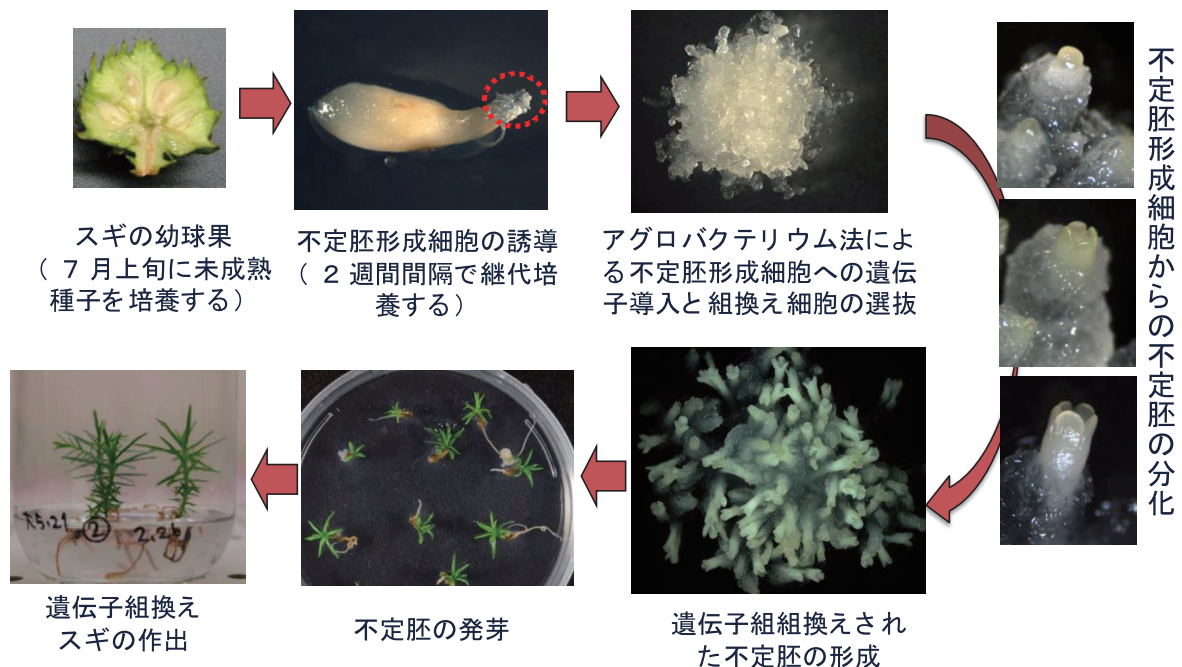 スギの幼球果
（ ７ 月上旬に未成熟
種子を培養する）
不定胚形成細胞の誘導
（ ２ 週間間隔で継代培
養する）
アグロバクテリウム法によ
る不定胚形成細胞への遺伝
子導入と組換え細胞の選抜
不定胚形成細胞からの不定胚の分化
遺伝子組組換えされ
た不定胚の形成
不定胚の発芽
遺伝子組換え
スギの作出
② 2.26